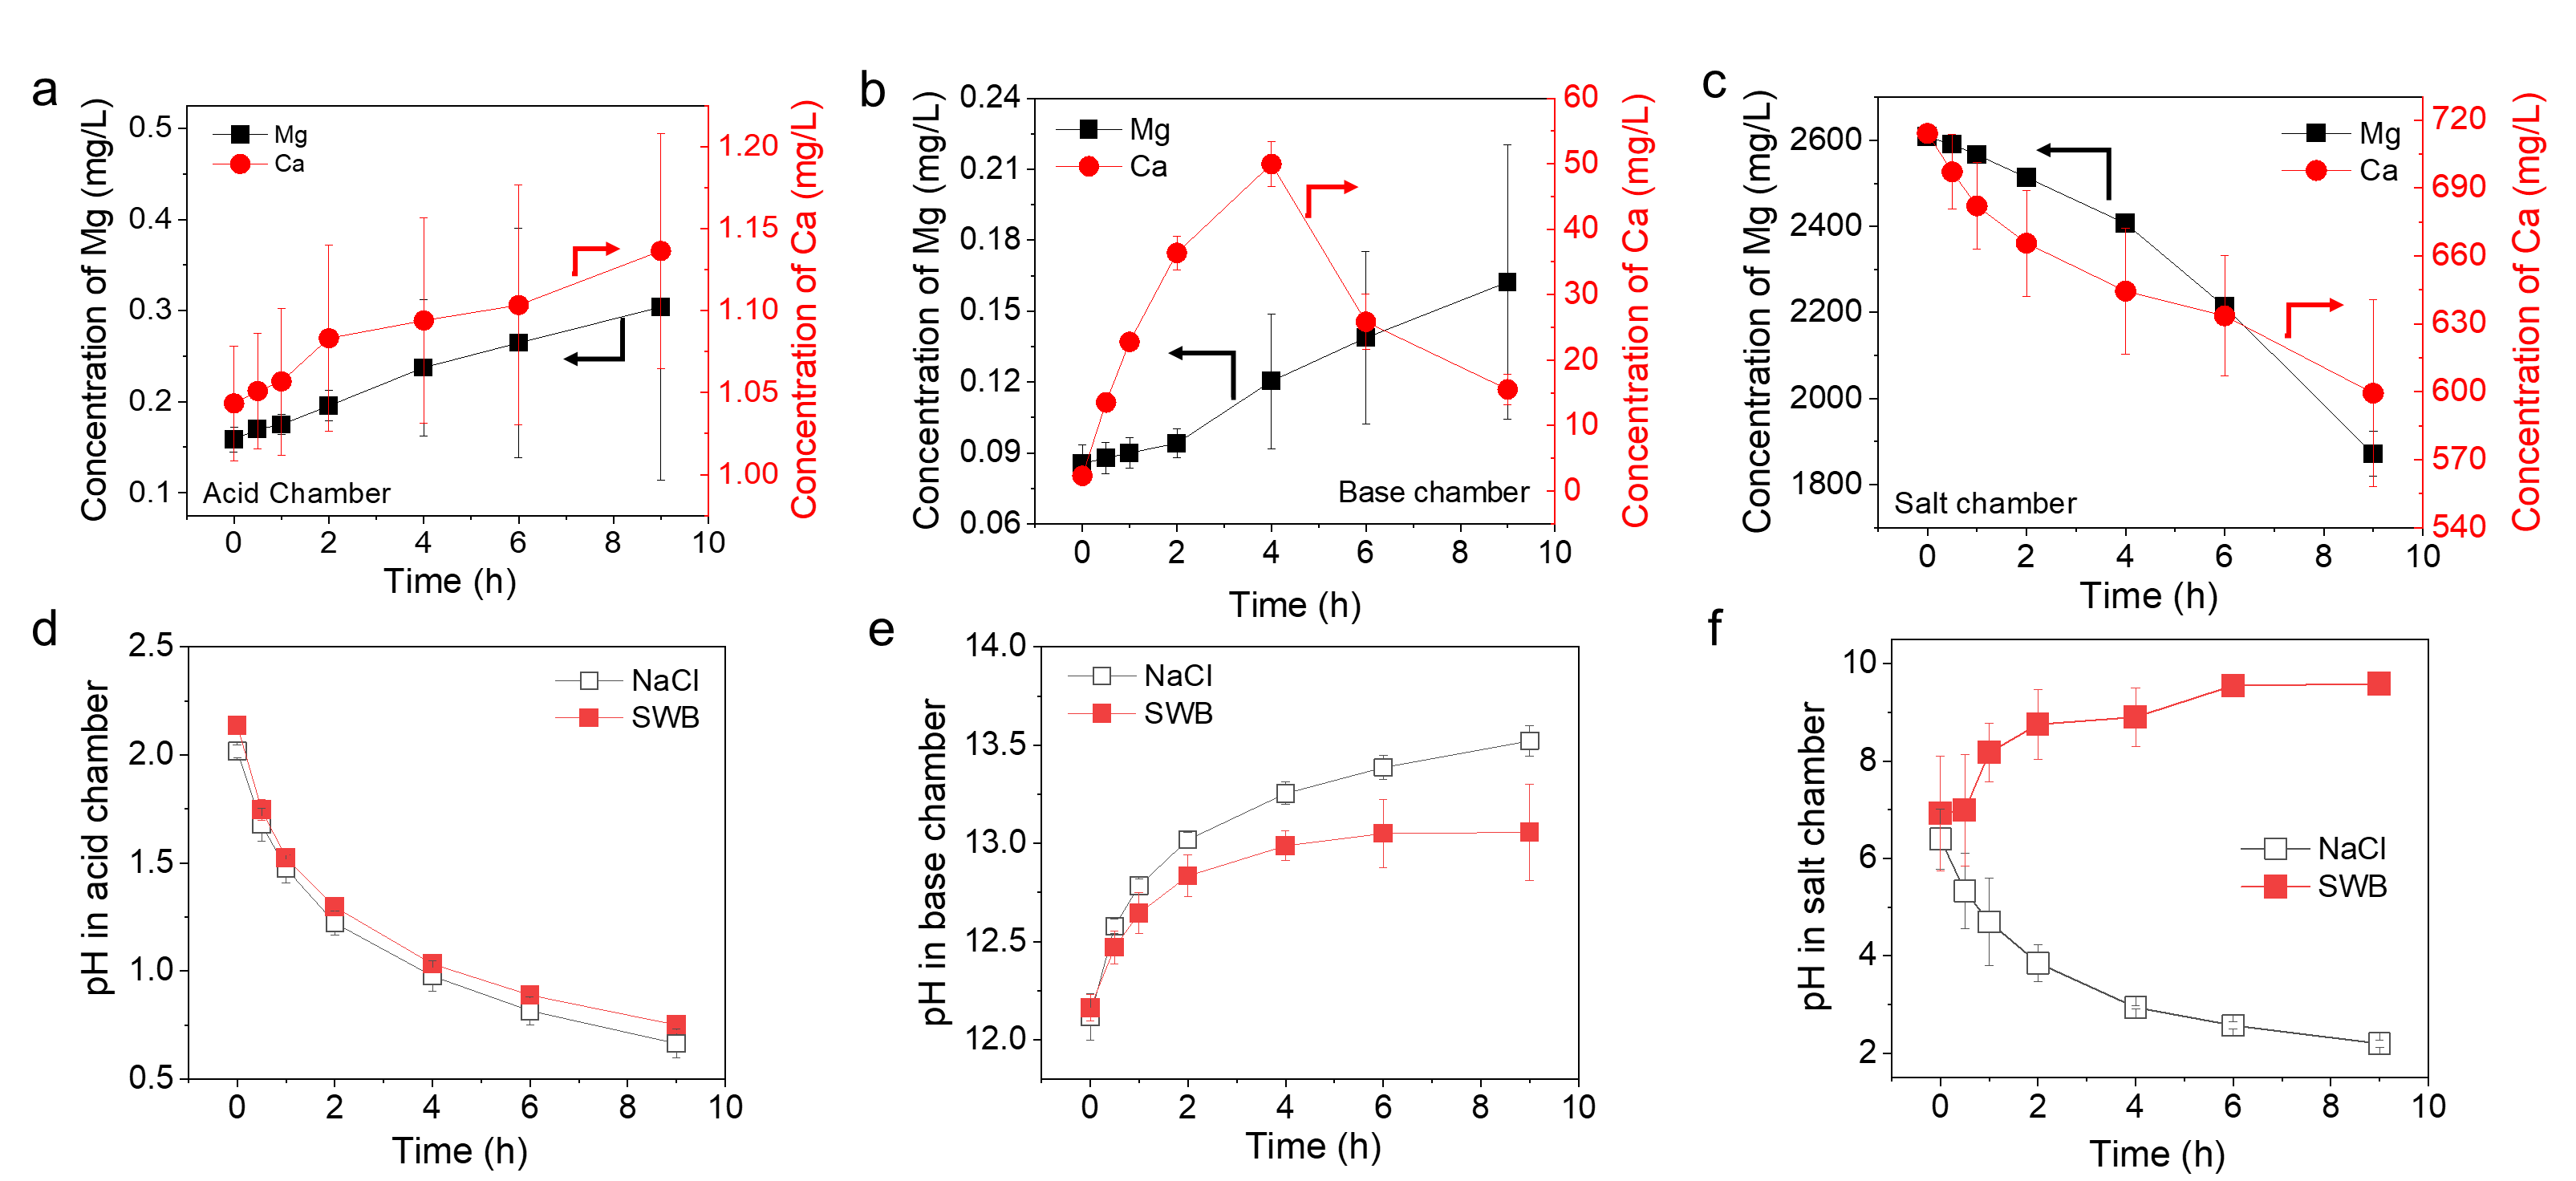 a
Concentration of Mg (mg/L)
0.5
0.4
0.3
0.2
0.1
Mg
Ca
Acid Chamber
1.20
1.15
1.10
1.05
1.00
Concentration of Ca (mg/L)
0 2 4 6 8 10
Time (h)
b
Concentration of Mg (mg/L)
0.24
0.21
0.18
0.15
0.12
0.09
0.06
Mg
Ca
Base chamber
60
50
40
30
20
10
0
Concentration of Ca (mg/L)
0 2 4 6 8 10
Time (h)
c
Concentration of Mg (mg/L)
2600
2400
2200
2000
1800
Mg
Ca
Salt chamber
720
690
660
630
600
570
540
Concentration of Ca (mg/L)
0 2 4 6 8 10
Time (h)
d
pH in acid chamber
2.5
2.0
1.5
1.0
0.5
NaCl
SWB
0 2 4 6 8 10
Time (h)
e
pH in base chamber
14.0
13.5
13.0
12.5
12.0
NaCl
SWB
0 2 4 6 8 10
Time (h)
f
pH in salt chamber
10
8
6
4
2
NaCl
SWB
0 2 4 6 8 10
Time (h)